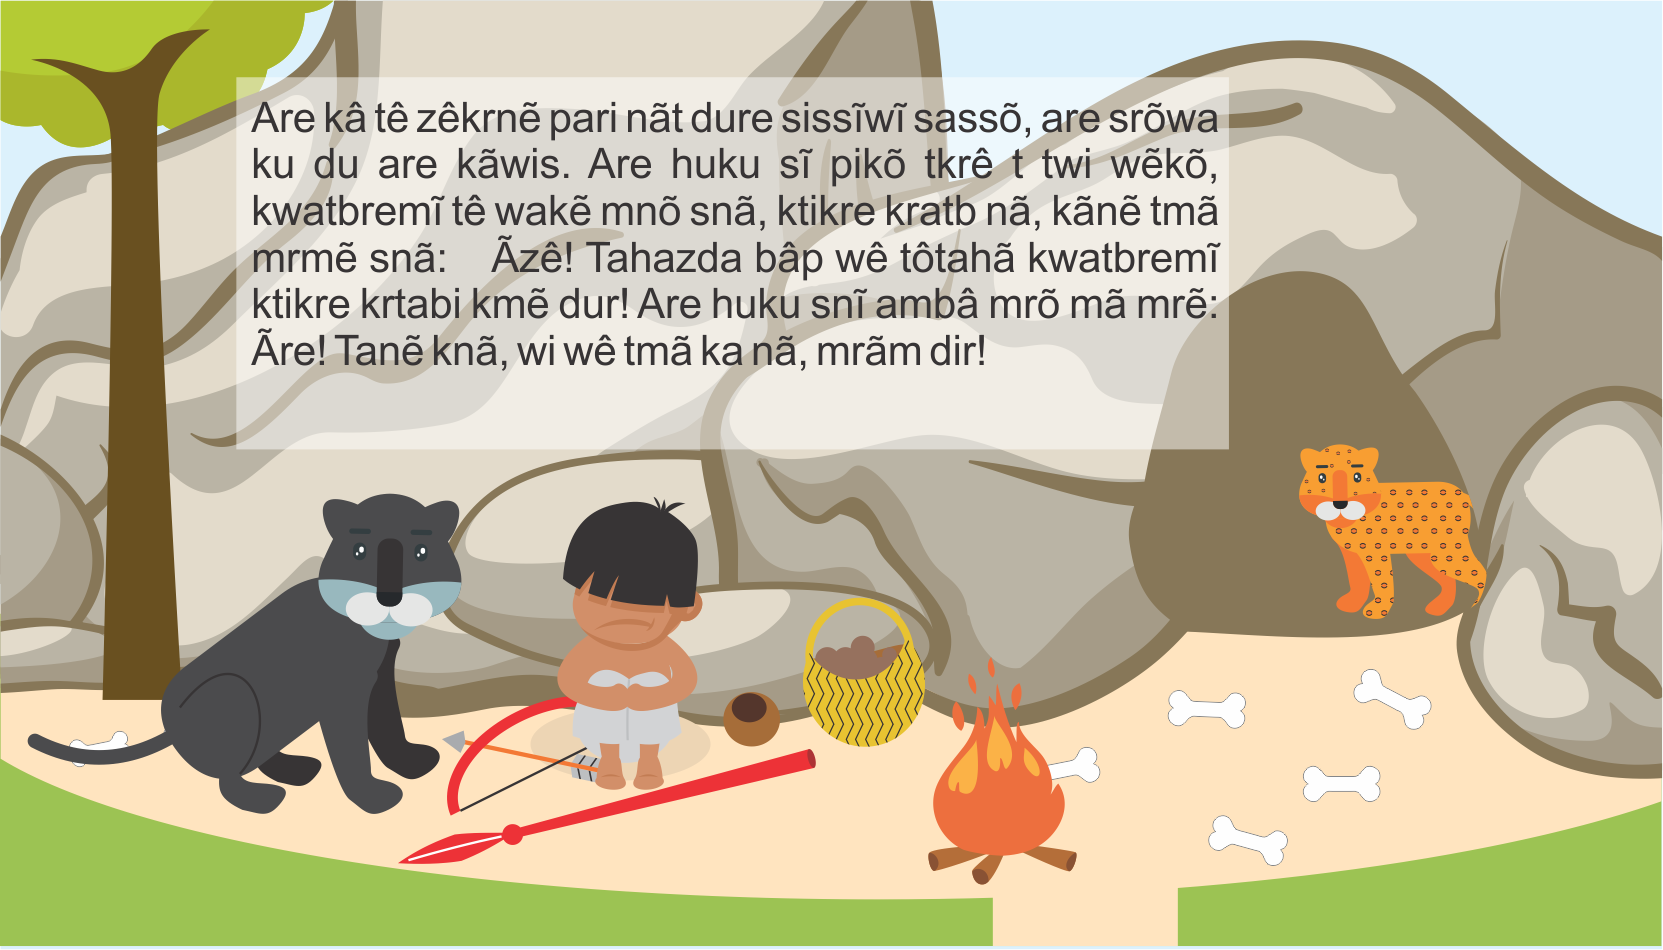 Are kâ tê zêkrnẽ pari nãt dure sissĩwĩ sassõ, are srõwa
ku du are kãwis. Are huku sĩ pikõ tkrê t twi wẽkõ,
kwatbremĩ tê wakẽ mnõ snã, ktikre kratb nã, kãnẽ tmã
mrmẽ snã: Ãzê! Tahazda bâp wê tôtahã kwatbremĩ
ktikre krtabi kmẽ dur! Are huku snĩ ambâ mrõ mã mrẽ:
Ãre! Tanẽ knã, wi wê tmã ka nã, mrãm dir!